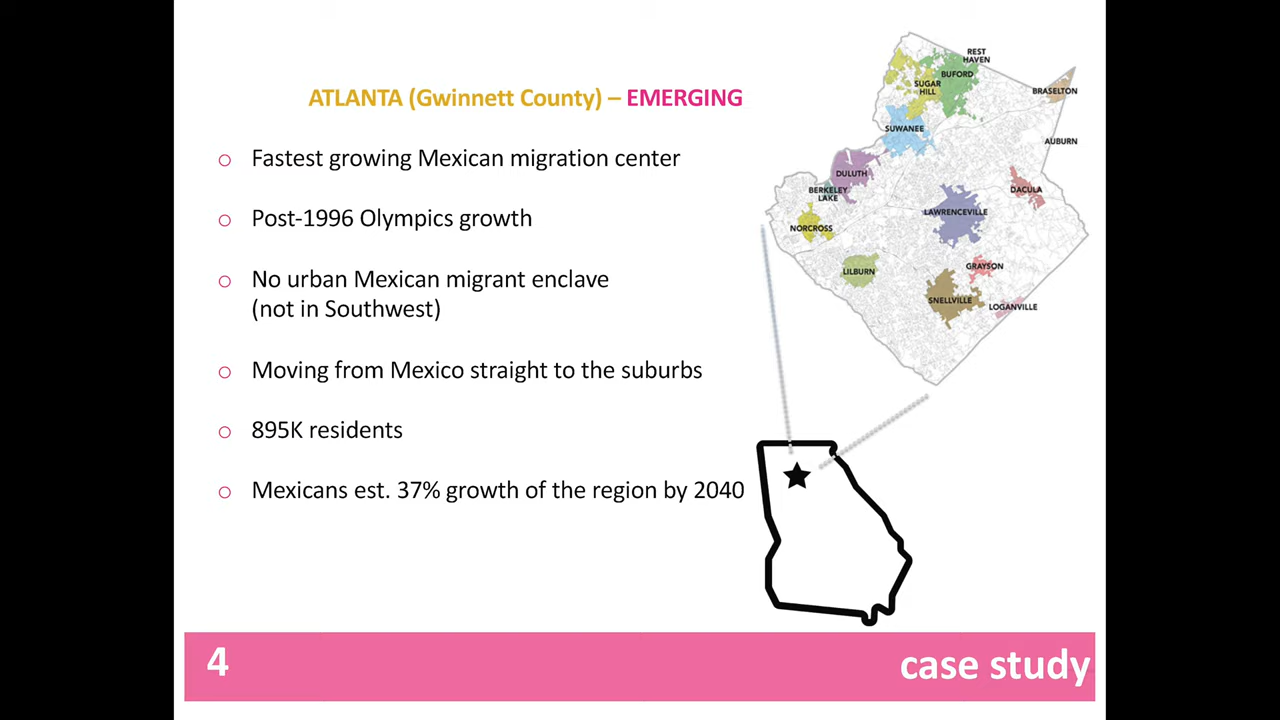 ATLANTA (Gwinnett County) – EMERGING
Fastest growing Mexican migration center
Post-1996 Olympics growth
No urban Mexican migrant enclave
(not in Southwest)
Moving from Mexico straight to the suburbs
895K residents
Mexicans est. 37% growth of the region by 2040
REST
HAVEN
BUFORD
SUGAR
HILL
BRASELTON
SUWANEE
AUBURN
DULUTH
BERKELEY
LAKE
DACULA
LAWRENCEVILLE
NORCROSS
LILBURN
GRAYSON
SNELLVILLE
LOGANVILLE
4
case study